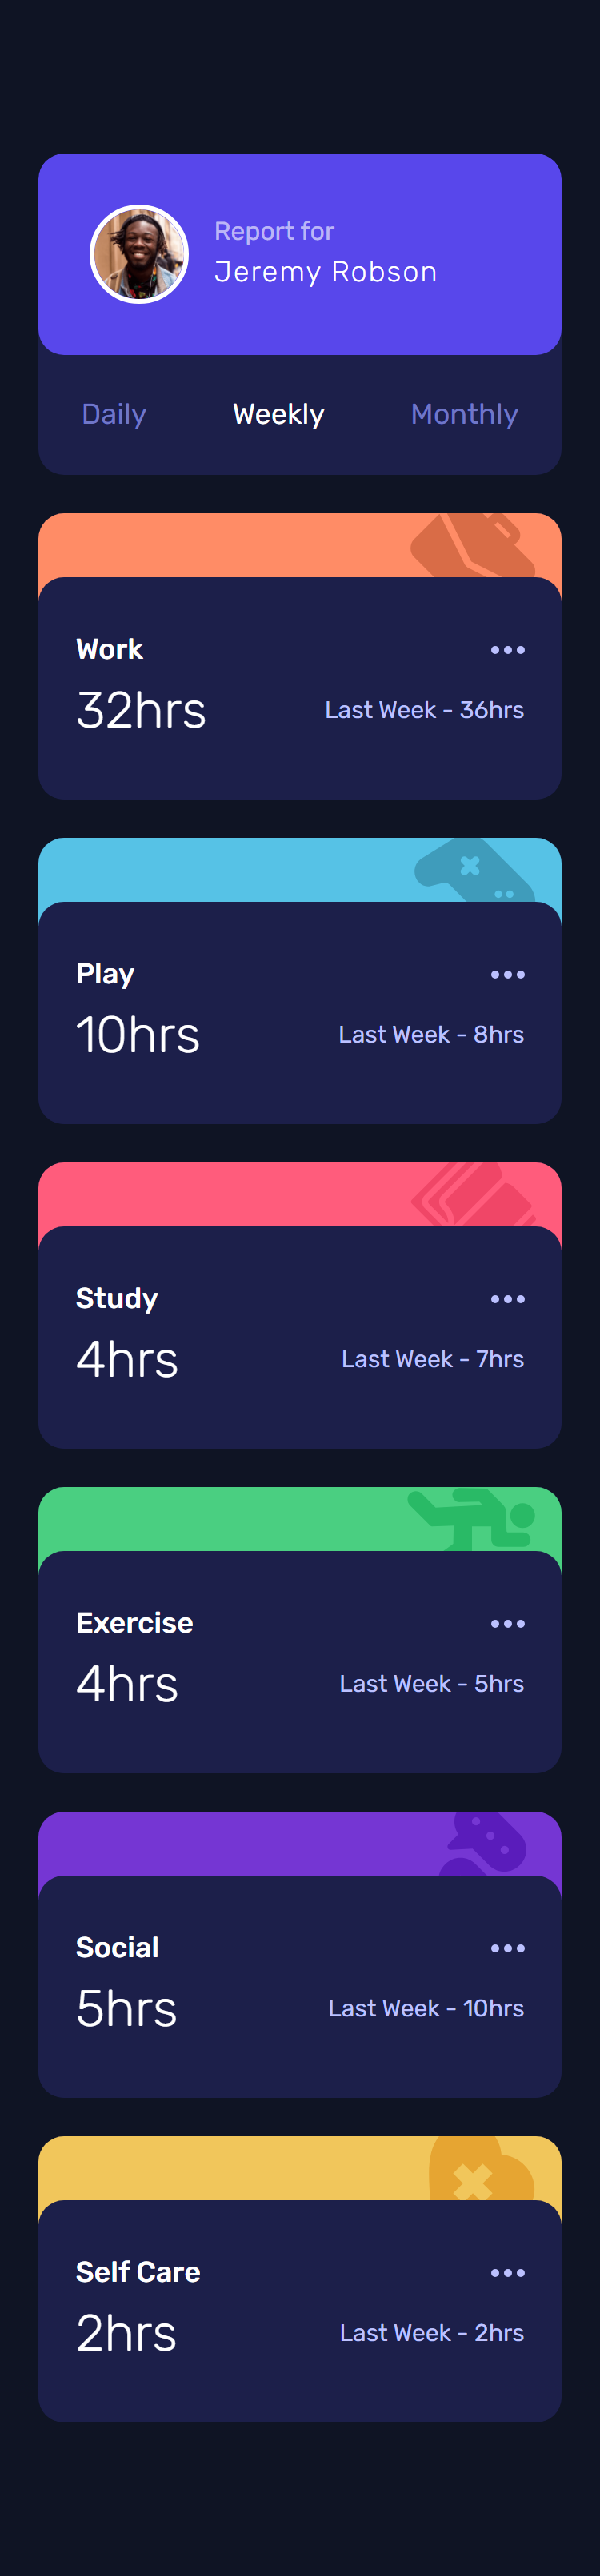 Report for
Jeremy Robson
Daily Weekly Monthly
Work
32hrs Last Week - 36hrs
Play
10hrs Last Week - 8hrs
Study
4hrs Last Week - 7hrs
Exercise
4hrs Last Week - 5hrs
Social
5hrs Last Week - 10hrs
Self Care
2hrs Last Week - 2hrs